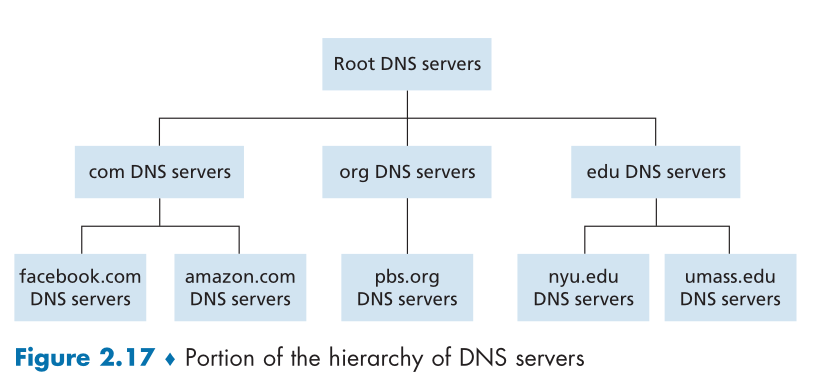 Root DNS servers
com DNS servers
org DNS servers
edu DNS servers
facebook.com
DNS servers
amazon.com
DNS servers
pbs.org
DNS servers
nyu.edu
DNS servers
umass.edu
DNS servers
Figure 2.17 ♦ Portion of the hierarchy of DNS servers